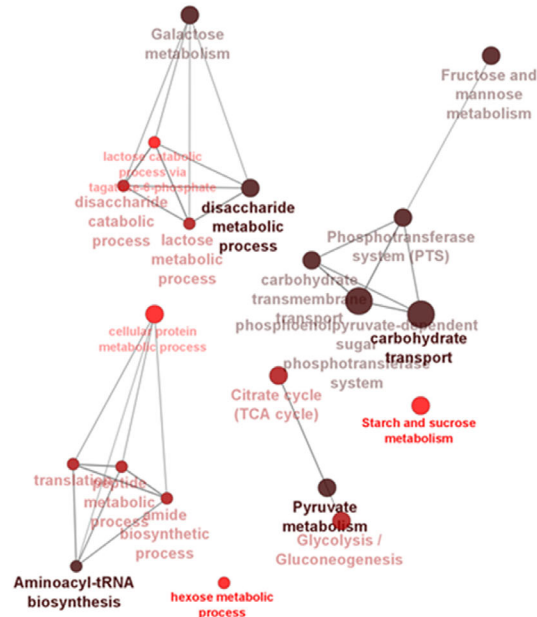 Galactose
metabolism
Fructose and
mannose
metabolism
lactose catabolic
process via
tagatose-6-phosphate
disaccharide
catabolic
process
disaccharide
metabolic
process
lactose
metabolic
process
Phosphotransferase
system (PTS)
carbohydrate
transmembrane
transport
phosphoenolpyruvate-dependent
sugar
phosphotransferase
system
carbohydrate
transport
cellular protein
metabolic process
Citrate cycle
(TCA cycle)
Starch and sucrose
metabolism
translation
peptide
metabolic
process
amide
biosynthetic
process
Pyruvate
metabolism
Glycolysis /
Gluconeogenesis
Aminoacyl-tRNA
biosynthesis
hexose metabolic
process